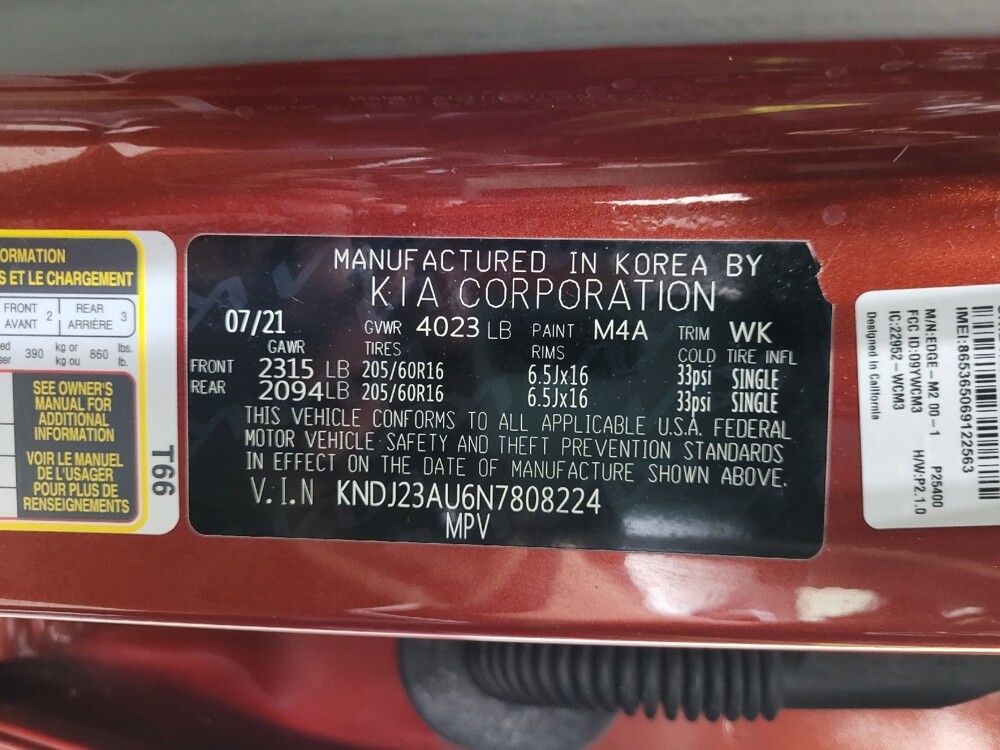 ORMATION
S ET LE CHARGEMENT
FRONT 2 REAR 3
AVANT ARRIÈRE
390 kg or 860 lbs.
kg ou lb.
SEE OWNER'S
MANUAL FOR
ADDITIONAL
INFORMATION
VOIR LE MANUEL
DE L'USAGER
POUR PLUS DE
RENSEIGNEMENTS
T66
MANUFACTURED IN KOREA BY
KIA CORPORATION
07/21 GVWR 4023 LB PAINT M4A TRIM WK
GAWR TIRES RIMS COLD TIRE INFL
FRONT 2315 LB 205/60R16 6.5Jx16 33psi SINGLE
REAR 2094 LB 205/60R16 6.5Jx16 33psi SINGLE
THIS VEHICLE CONFORMS TO ALL APPLICABLE U.S.A. FEDERAL
MOTOR VEHICLE SAFETY AND THEFT PREVENTION STANDARDS
IN EFFECT ON THE DATE OF MANUFACTURE SHOWN ABOVE.
V.I.N KNDJ23AU6N7808224
MPV
IMEI:865365069122563
M/N:EDGE-M2.00-1 P25400
FCC ID:O9YWCM3 H/W:P2.1.0
IC:22952-WCM3
Designed in California